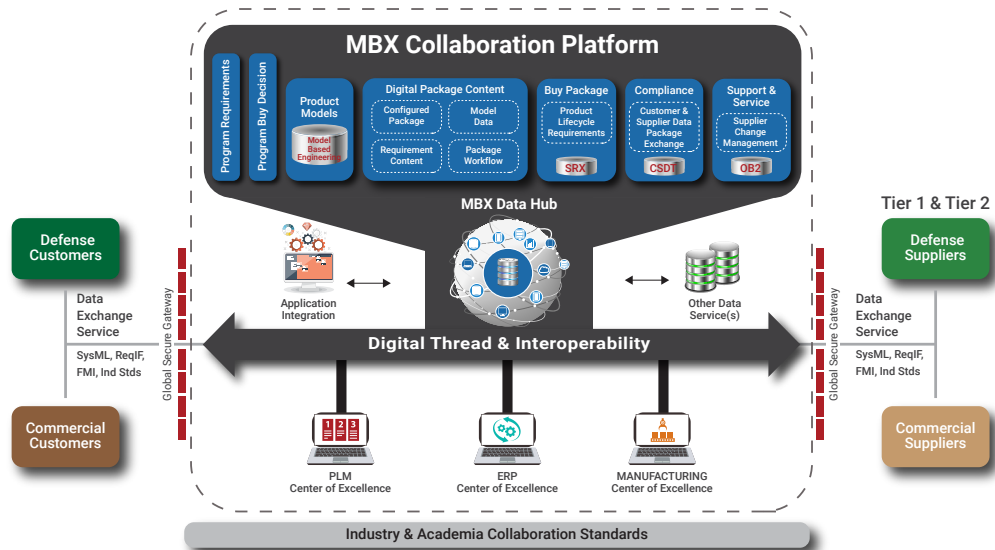 MBX Collaboration Platform
Program Requirements
Program Buy Decision
Product
Models
Model
Based
Engineering
Digital Package Content
Configured
Package
Model
Data
Requirement
Content
Package
Workflow
Buy Package
Product
Lifecycle
Requirements
SRX
Compliance
Customer &
Supplier Data
Package
Exchange
CSDT
Support &
Service
Supplier
Change
Management
OB2
MBX Data Hub
Application
Integration
Other Data
Service(s)
Digital Thread & Interoperability
Defense
Customers
Data
Exchange
Service
SysML, ReqIF,
FMI, Ind Stds
Commercial
Customers
Global Secure Gateway
Global Secure Gateway
Tier 1 & Tier 2
Defense
Suppliers
Data
Exchange
Service
SysML, ReqIF,
FMI, Ind Stds
Commercial
Suppliers
1 2 3
PLM
Center of Excellence
ERP
Center of Excellence
MANUFACTURING
Center of Excellence
Industry & Academia Collaboration Standards